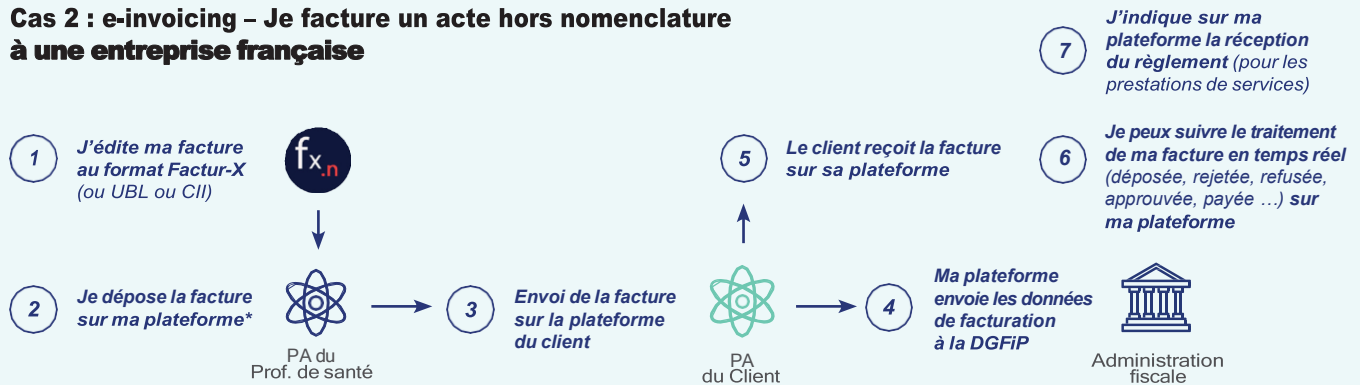 Cas 2 : e-invoicing – Je facture un acte hors nomenclature
à une entreprise française
1
J’édite ma facture
au format Factur-X
(ou UBL ou CII)
fx.n
2
Je dépose la facture
sur ma plateforme*
PA du
Prof. de santé
3
Envoi de la facture
sur la plateforme
du client
PA
du Client
4
Ma plateforme
envoie les données
de facturation
à la DGFiP
Administration
fiscale
5
Le client reçoit la facture
sur sa plateforme
6
Je peux suivre le traitement
de ma facture en temps réel
(déposée, rejetée, refusée,
approuvée, payée …) sur
ma plateforme
7
J’indique sur ma
plateforme la réception
du règlement (pour les
prestations de services)